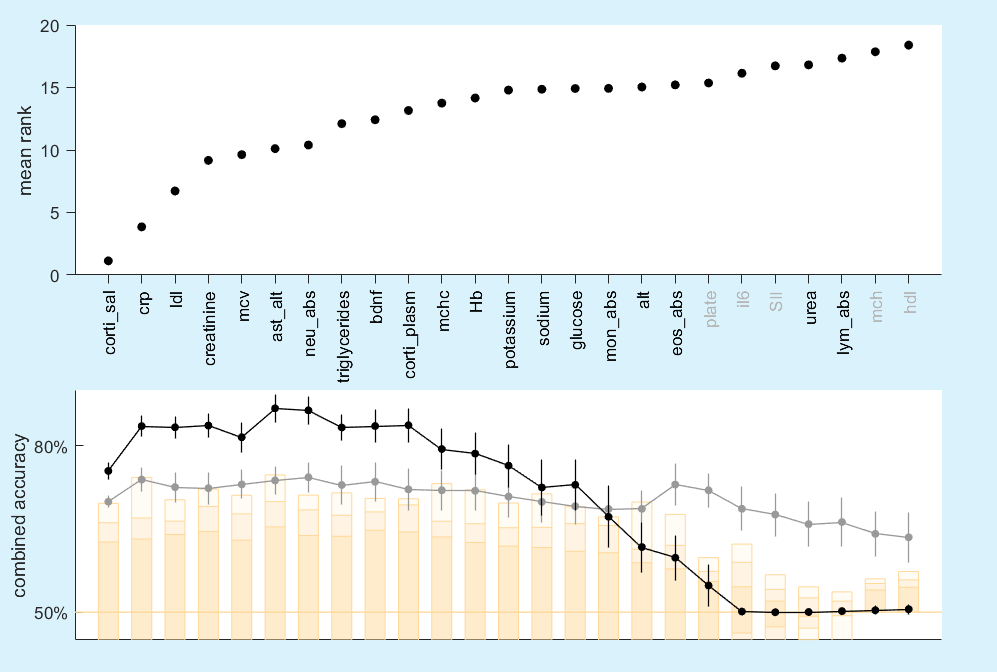 20
15
10
5
0
mean rank
corti_sal
crp
ldl
creatinine
mcv
ast_alt
neu_abs
triglycerides
bdnf
corti_plasm
mchc
Hb
potassium
sodium
glucose
mon_abs
alt
eos_abs
plate
il6
SII
urea
lym_abs
mch
hdl
80%
50%
combined accuracy